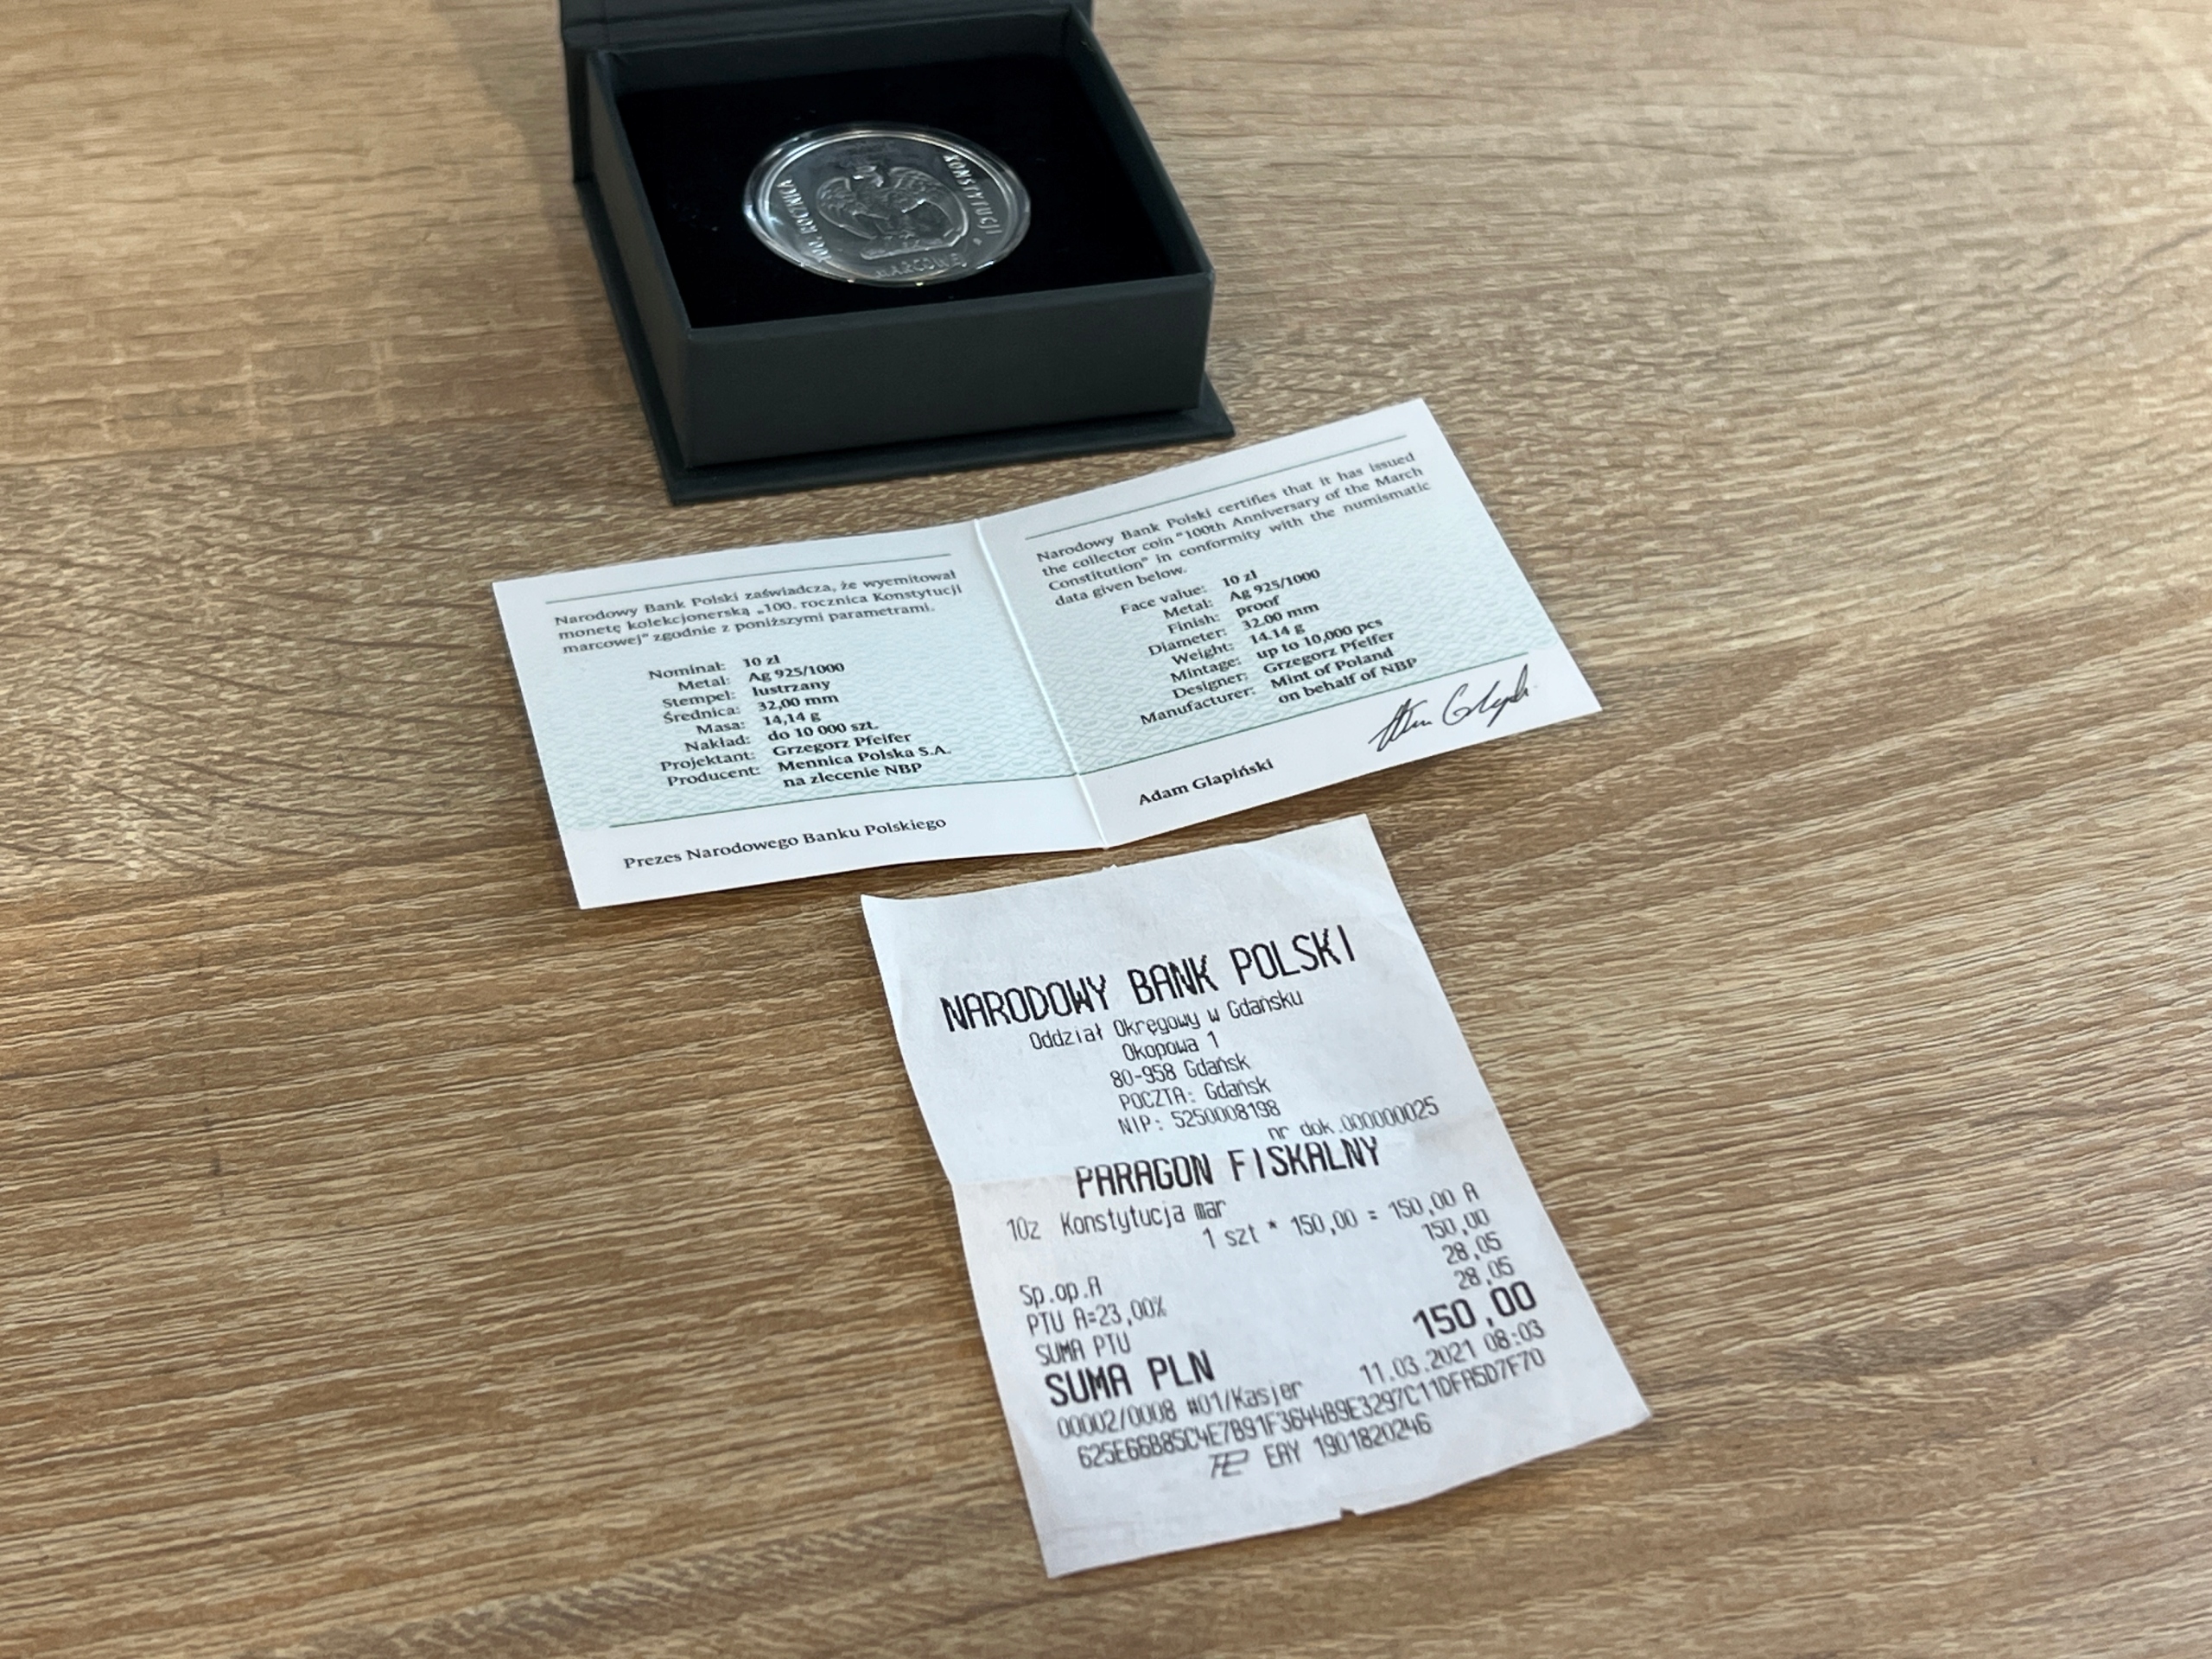 100. ROCZNICA
KONSTYTUCJI
MARCOWEJ
Narodowy Bank Polski zaświadcza, że wyemitował
monetę kolekcjonerską „100. rocznica Konstytucji
marcowej” zgodnie z poniższymi parametrami.
Nominał: 10 zł
Metal: Ag 925/1000
Stempel: lustrzany
Średnica: 32,00 mm
Masa: 14,14 g
Nakład: do 10 000 szt.
Projektant: Grzegorz Pfeifer
Producent: Mennica Polska S.A.
na zlecenie NBP
Prezes Narodowego Banku Polskiego
Narodowy Bank Polski certifies that it has issued
the collector coin “100th Anniversary of the March
Constitution” in conformity with the numismatic
data given below.
Face value: 10 zł
Metal: Ag 925/1000
Finish: proof
Diameter: 32.00 mm
Weight: 14.14 g
Mintage: up to 10,000 pcs
Designer: Grzegorz Pfeifer
Manufacturer: Mint of Poland
on behalf of NBP
Adam Glapiński
NARODOWY BANK POLSKI
Oddział Okręgowy w Gdańsku
Okopowa 1
80-958 Gdańsk
POCZTA: Gdańsk
NIP: 5250008198
nr dok.000000025
PARAGON FISKALNY
10z Konstytucja mar
1 szt * 150,00 = 150,00 A
Sp.op.A 150,00
PTU A=23,00% 28,05
SUMA PTU 28,05
SUMA PLN 150,00
00002/0008 #01/Kasjer 11.03.2021 08:03
625E66B85C4E7B91F3644B9E3297C11DFA5D7F70
EAY 1901820246